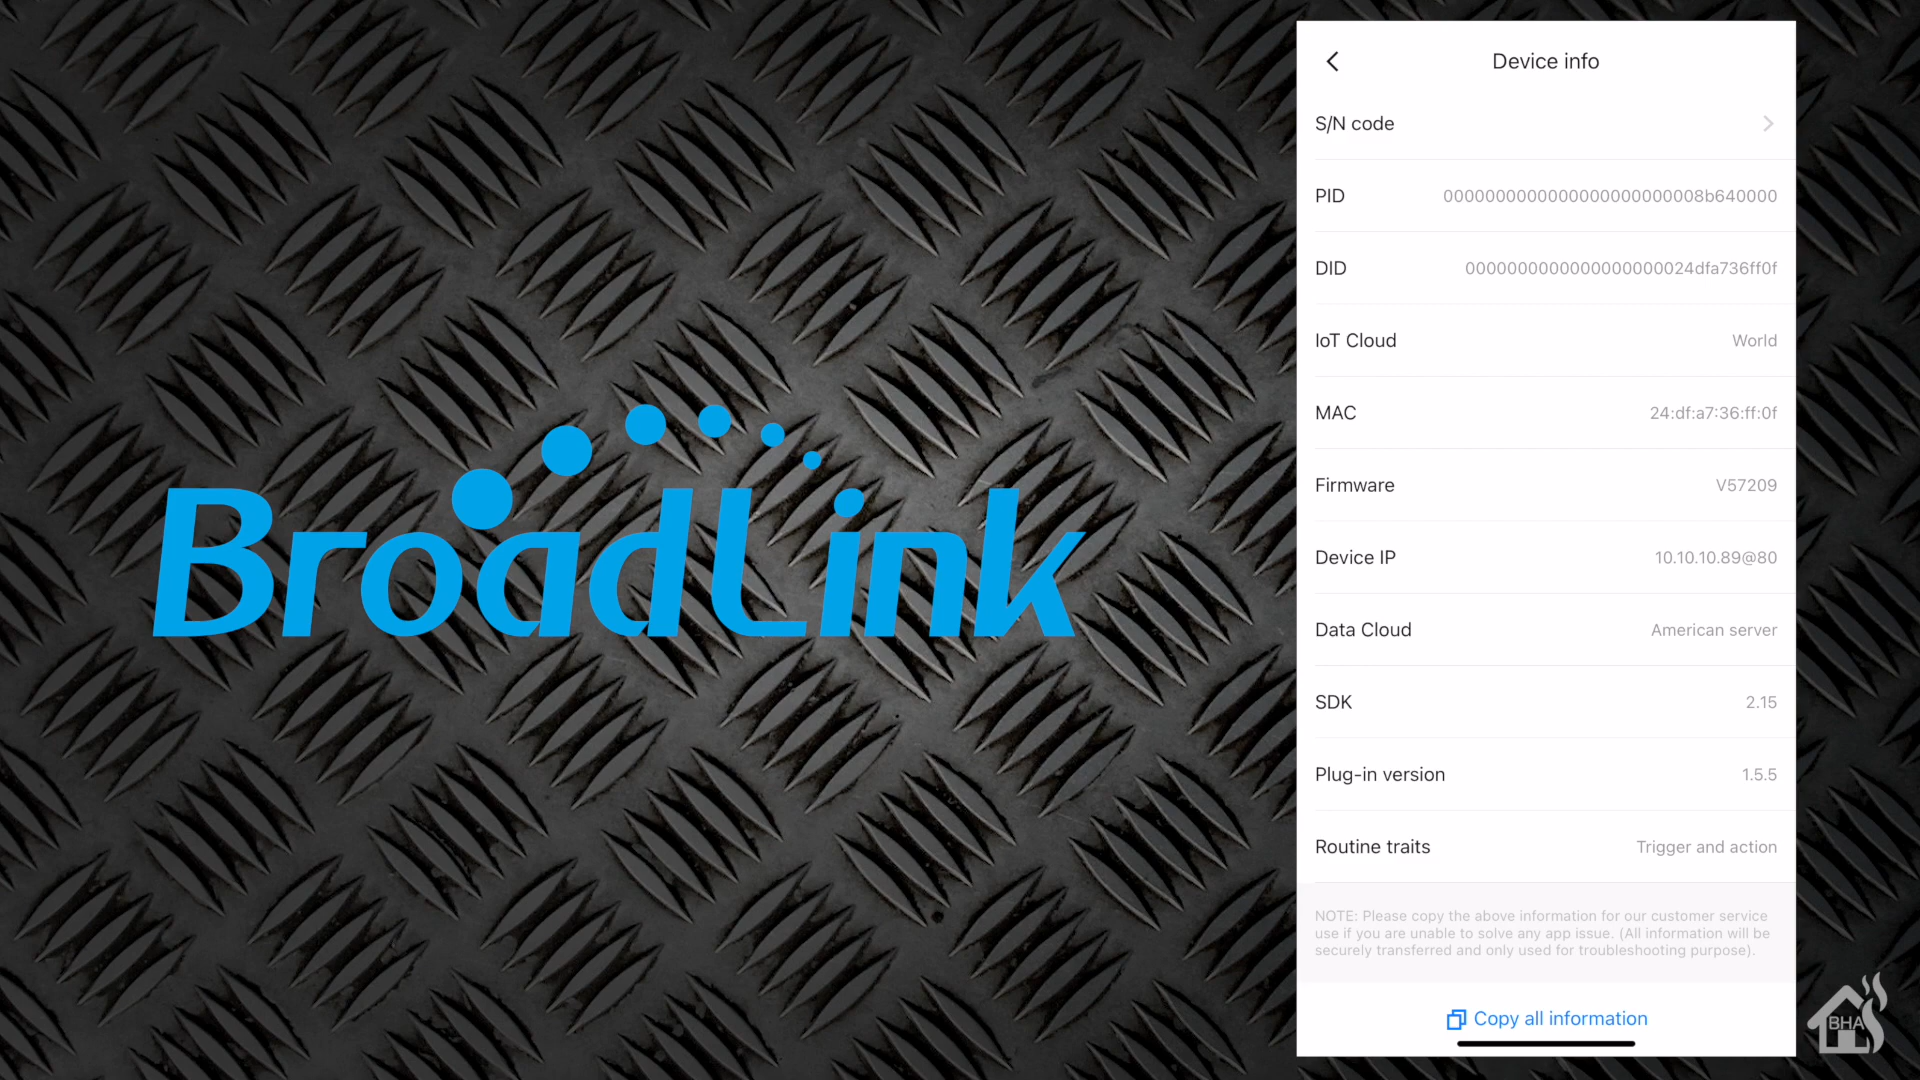 BroadLink
Device info
S/N code
PID 0000000000000000000000008b640000
DID 0000000000000000000024dfa736ff0f
IoT Cloud World
MAC 24:df:a7:36:ff:0f
Firmware V57209
Device IP 10.10.10.89@80
Data Cloud American server
SDK 2.15
Plug-in version 1.5.5
Routine traits Trigger and action
NOTE: Please copy the above information for our customer service
use if you are unable to solve any app issue. (All information will be
securely transferred and only used for troubleshooting purpose).
Copy all information
BHA